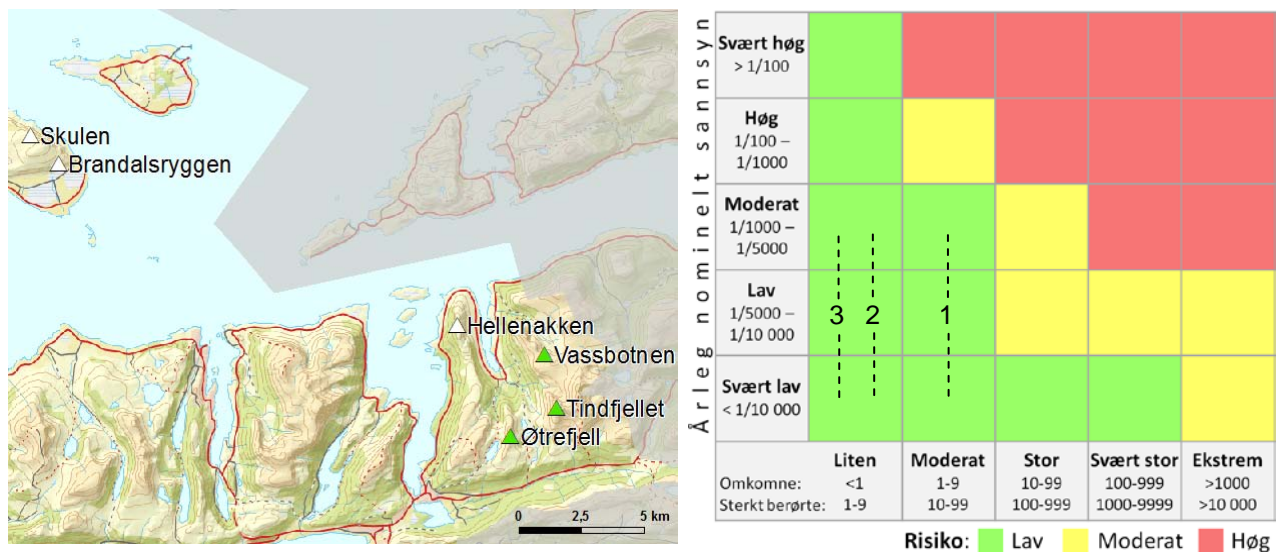 Skulen
Brandalsryggen
Hellenakken
Vassbotnen
Tindfjellet
Øtrefjell
0 2,5 5 km
Årleg nominelt sannsyn
Svært høg
> 1/100
Høg
1/100 –
1/1000
Moderat
1/1000 –
1/5000
Lav
1/5000 –
1/10 000
Svært lav
< 1/10 000
3 2 1
Liten Moderat Stor Svært stor Ekstrem
Omkomne: <1 1-9 10-99 100-999 >1000
Sterkt berørte: 1-9 10-99 100-999 1000-9999 >10 000
Risiko: Lav Moderat Høg